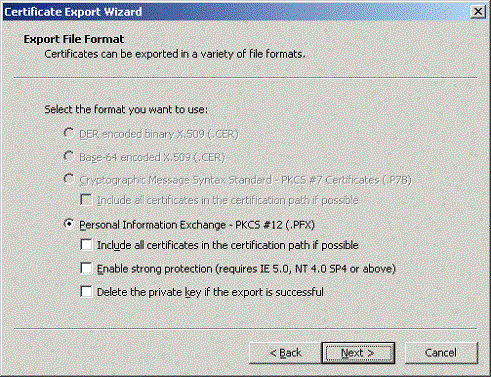 Certificate Export Wizard
Export File Format
Certificates can be exported in a variety of file formats.
Select the format you want to use:
DER encoded binary X.509 (.CER)
Base-64 encoded X.509 (.CER)
Cryptographic Message Syntax Standard - PKCS #7 Certificates (.P7B)
Include all certificates in the certification path if possible
Personal Information Exchange - PKCS #12 (.PFX)
Include all certificates in the certification path if possible
Enable strong protection (requires IE 5.0, NT 4.0 SP4 or above)
Delete the private key if the export is successful
< Back Next > Cancel